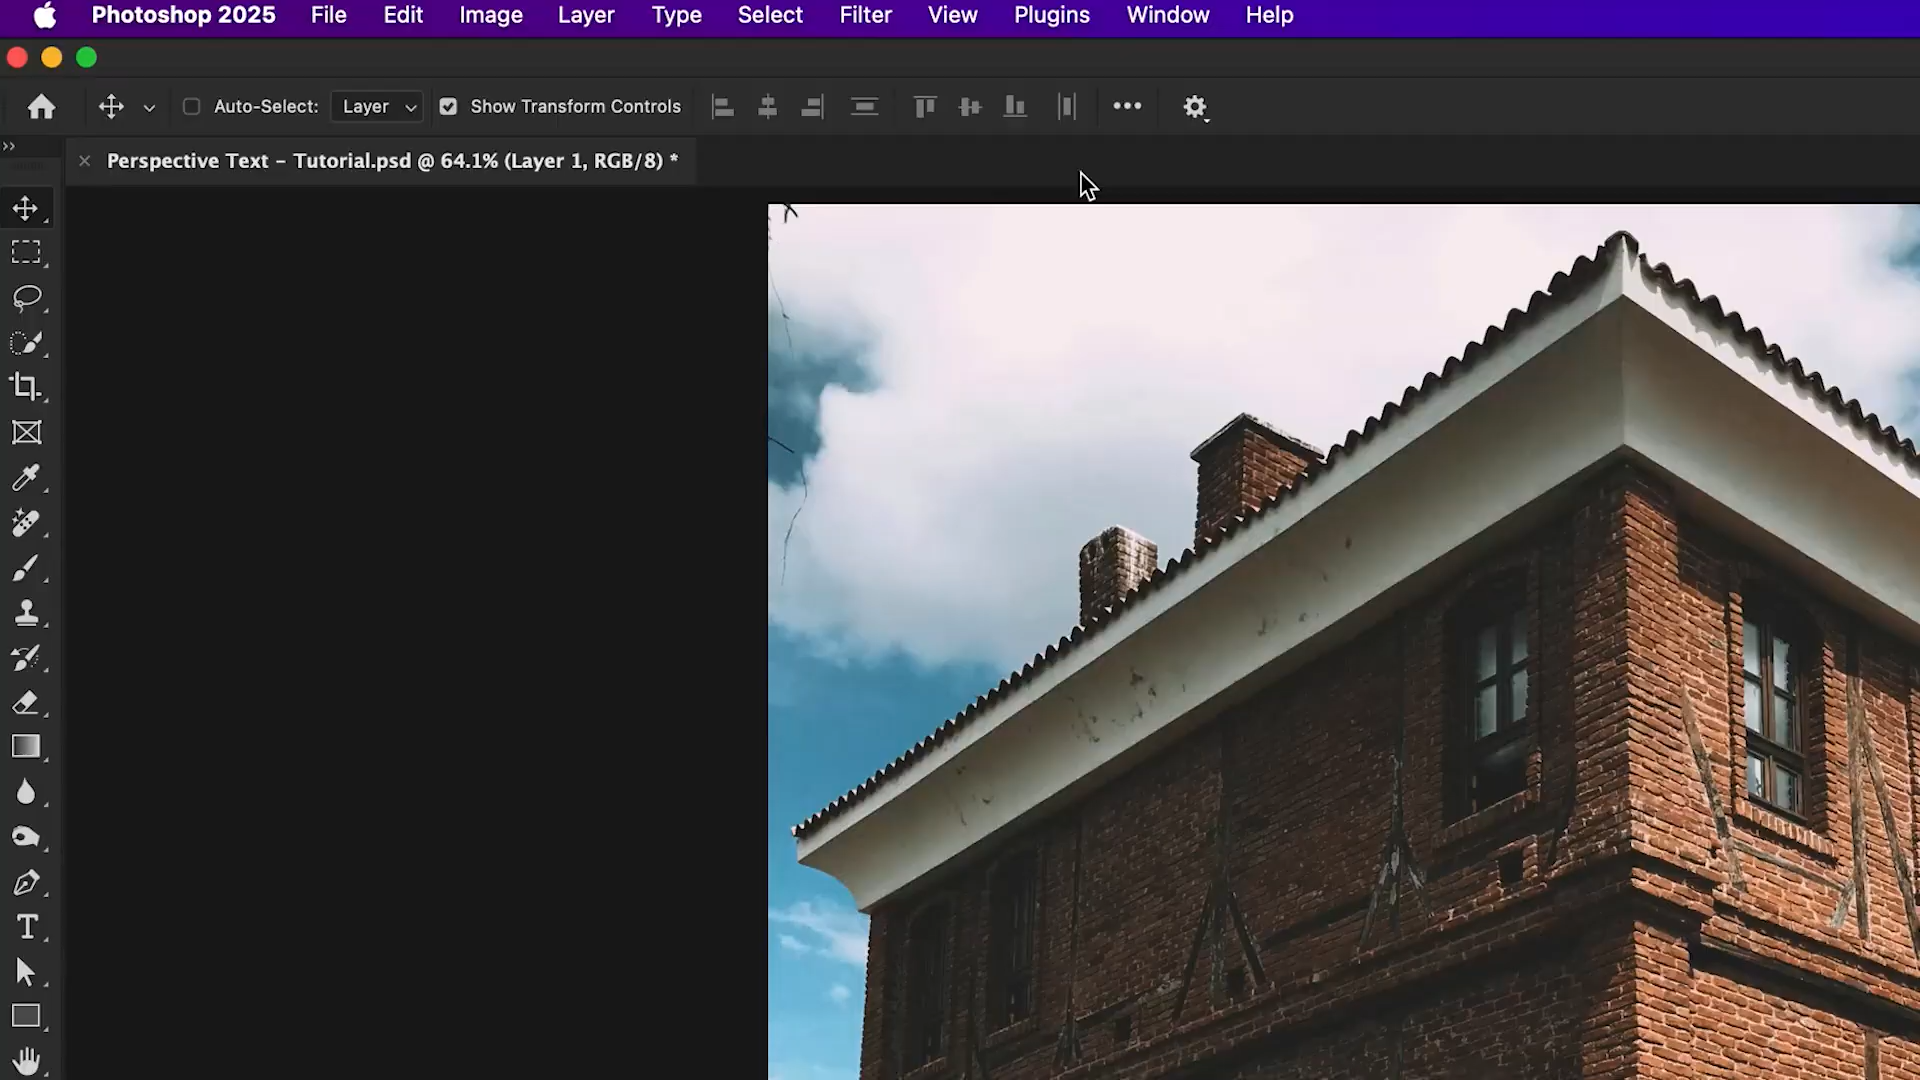 Photoshop 2025 File Edit Image Layer Type Select Filter View Plugins Window Help
Auto-Select: Layer Show Transform Controls
Perspective Text – Tutorial.psd @ 64.1% (Layer 1, RGB/8) *